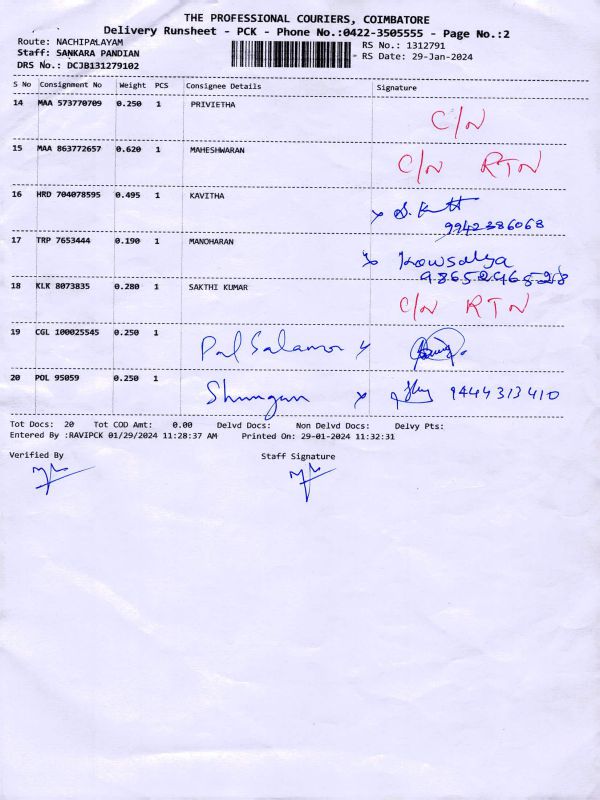 THE PROFESSIONAL COURIERS, COIMBATORE
Delivery Runsheet - PCK - Phone No.:0422-3505555 - Page No.:2
Route: NACHIPALAYAM
RS No.: 1312791
Staff: SANKARA PANDIAN
- RS Date: 29-Jan-2024
DRS No.: DCJB131279102
S No Consignment No Weight PCS Consignee Details Signature
14 MAA 573770709 0.250 1 PRIVIETHA
C/N
15 MAA 863772657 0.620 1 MAHESHWARAN
C/N RTN
16 HRD 704078595 0.495 1 KAVITHA
9942386068
17 TRP 7653444 0.190 1 MANOHARAN
Kowsalya
9865296528
18 KLK 8073835 0.280 1 SAKTHI KUMAR
C/N RTN
19 CGL 100025545 0.250 1
20 POL 95059 0.250 1
9444313410
Tot Docs: 20 Tot COD Amt: 0.00 Delvd Docs: Non Delvd Docs: Delvy Pts:
Entered By :RAVIPCK 01/29/2024 11:28:37 AM Printed On: 29-01-2024 11:32:31
Verified By Staff Signature